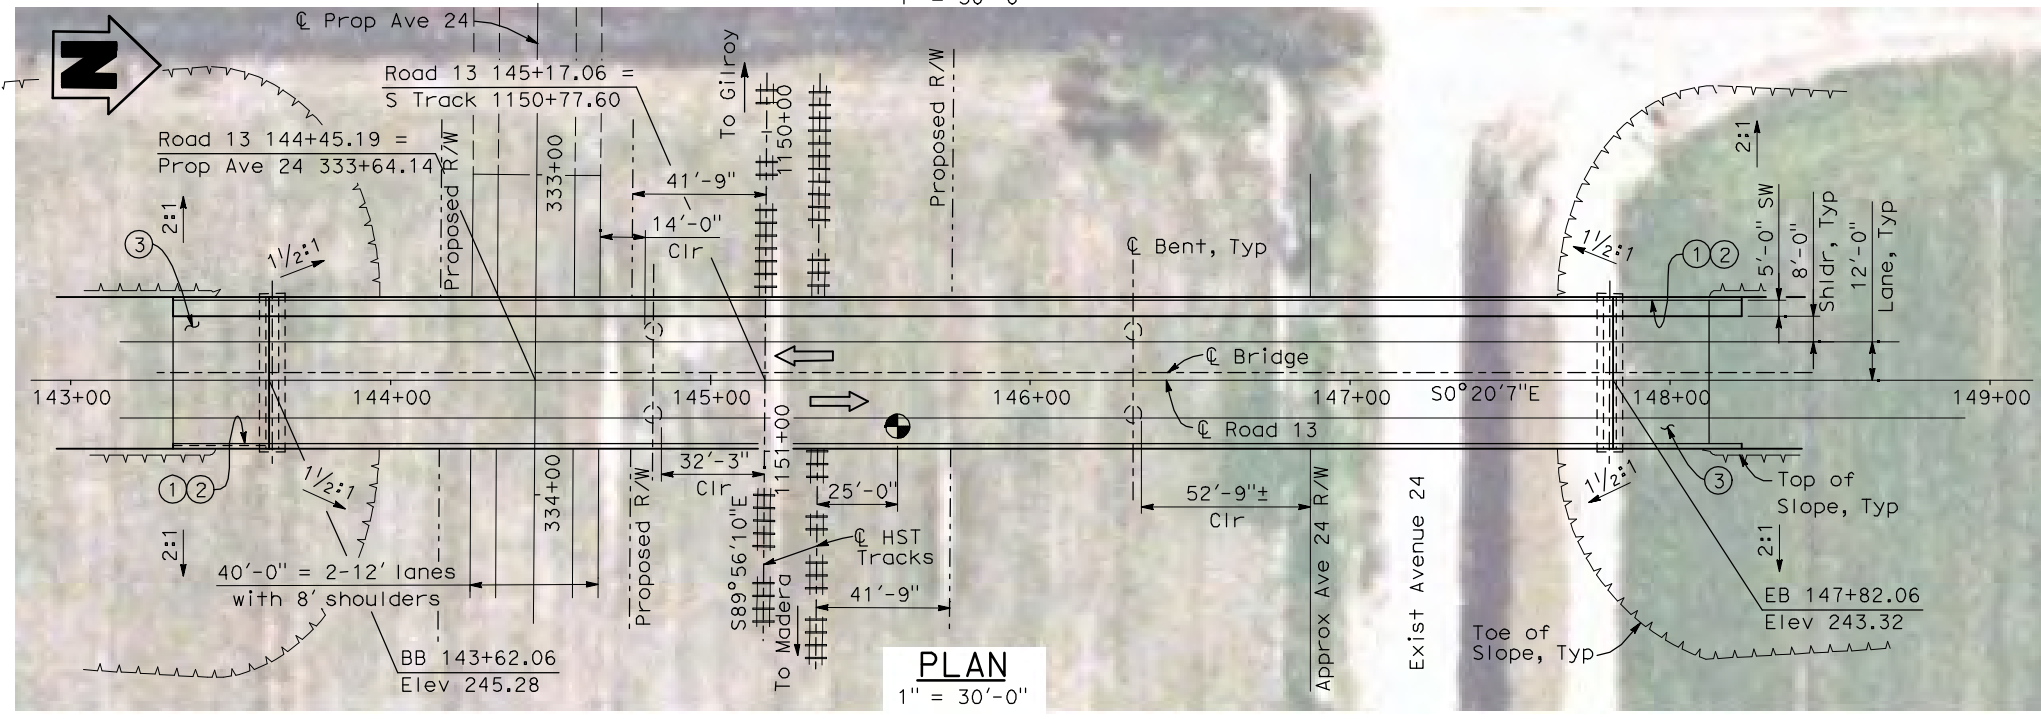 1" = 30'-0"
N
℄ Prop Ave 24
Road 13 145+17.06 =
S Track 1150+77.60
Road 13 144+45.19 =
Prop Ave 24 333+64.14
Proposed R/W
333+00
To Gilroy
1150+00
Proposed R/W
41'-9"
14'-0"
Clr
2:1
3
1½:1
℄ Bent, Typ
2:1
1½:1
1 2
5'-0" SW
8'-0"
Shldr, Typ
12'-0"
Lane, Typ
℄ Bridge
143+00
144+00
145+00
146+00
147+00
S0°20'7"E
148+00
149+00
℄ Road 13
1 2
1½:1
2:1
334+00
Proposed R/W
32'-3"
Clr
S89°56'10"E
1151+00
To Madera
25'-0"
℄ HST
Tracks
41'-9"
52'-9"±
Clr
Approx Ave 24 R/W
Exist Avenue 24
1½:1
3
Top of
Slope, Typ
2:1
40'-0" = 2-12' lanes
with 8' shoulders
BB 143+62.06
Elev 245.28
Toe of
Slope, Typ
EB 147+82.06
Elev 243.32
PLAN
1" = 30'-0"